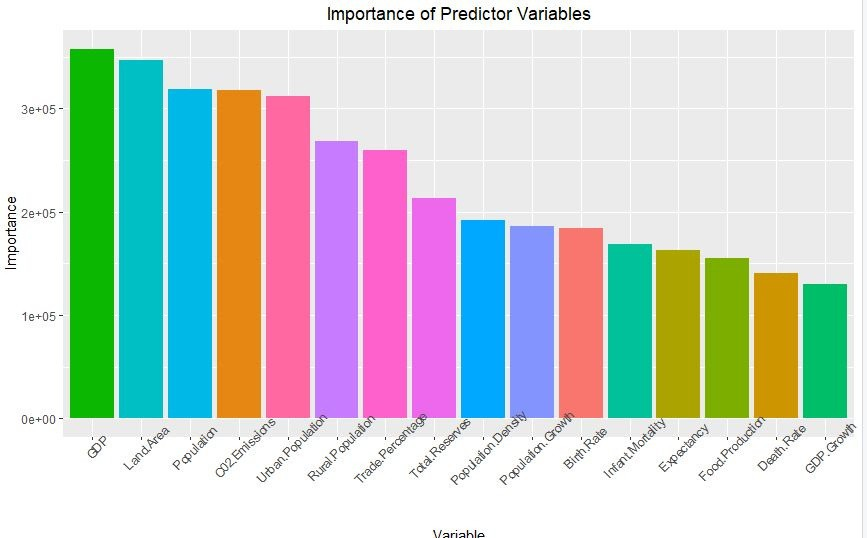 Importance of Predictor Variables
Importance
3e+05
2e+05
1e+05
0e+00
GDP
Land.Area
Population
C02.Emissions
Urban.Population
Rural.Population
Trade.Percentage
Total.Reserves
Population.Density
Population.Growth
Birth.Rate
Infant.Mortality
Expectancy
Food.Production
Death.Rate
GDP.Growth
Variable